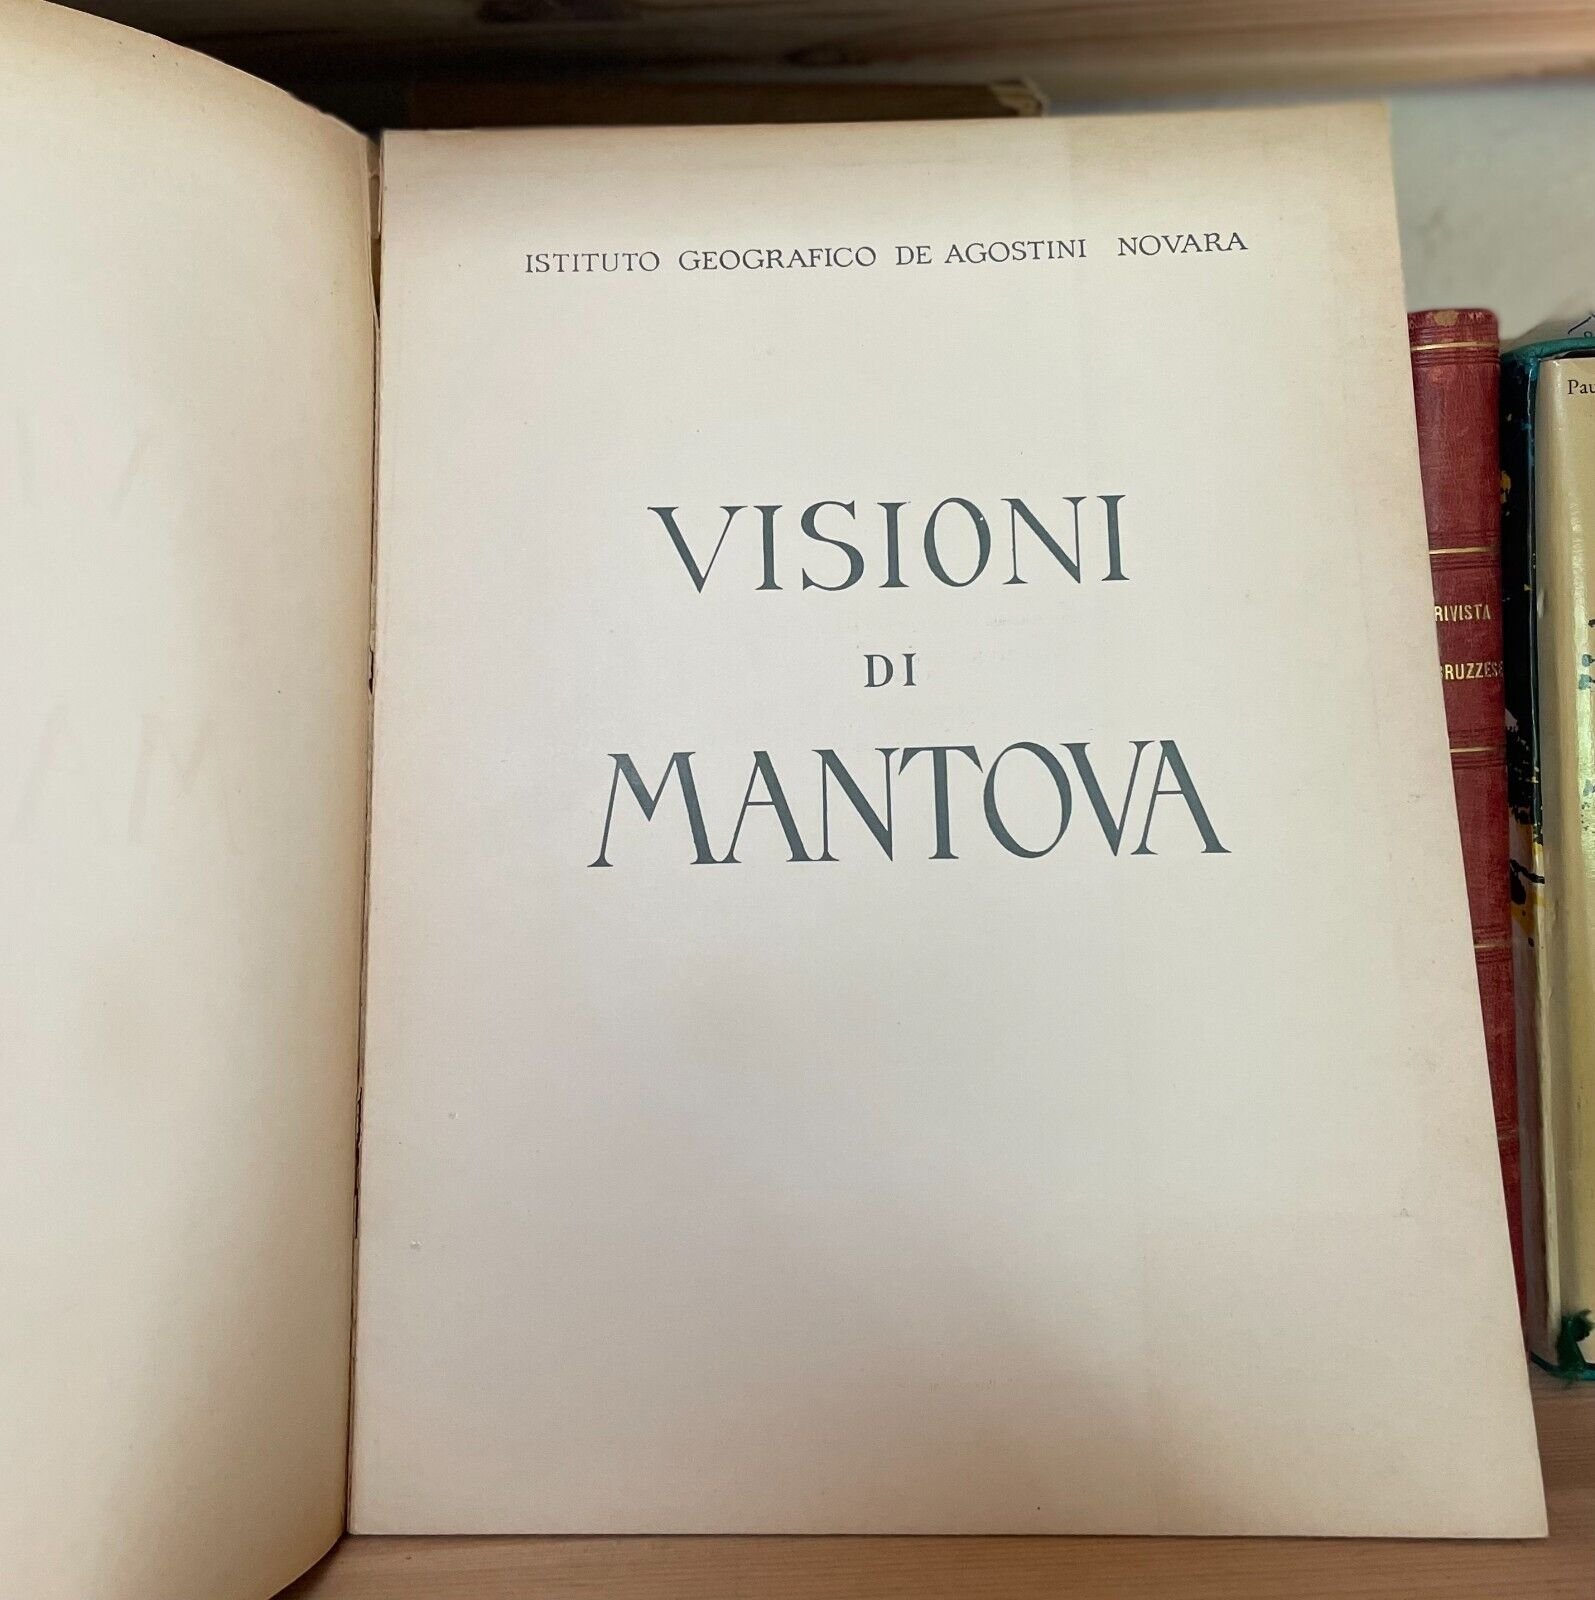 ISTITUTO GEOGRAFICO DE AGOSTINI NOVARA
VISIONI
DI
MANTOVA
RIVISTA